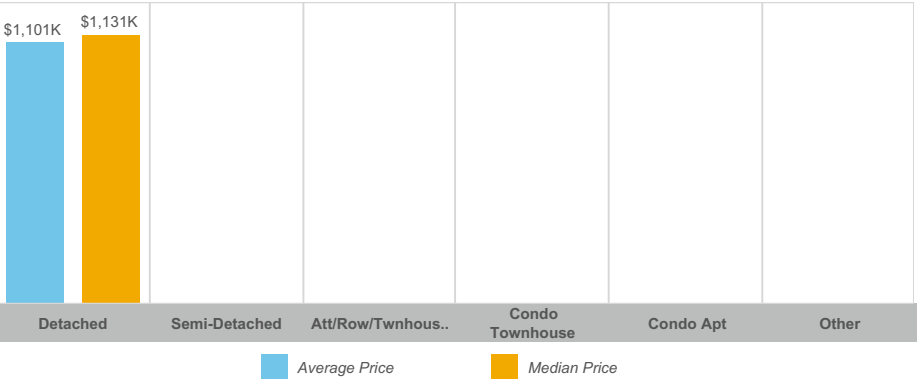 $1,101K
$1,131K
Detached
Semi-Detached
Att/Row/Twnhous..
Condo
Townhouse
Condo Apt
Other
Average Price
Median Price